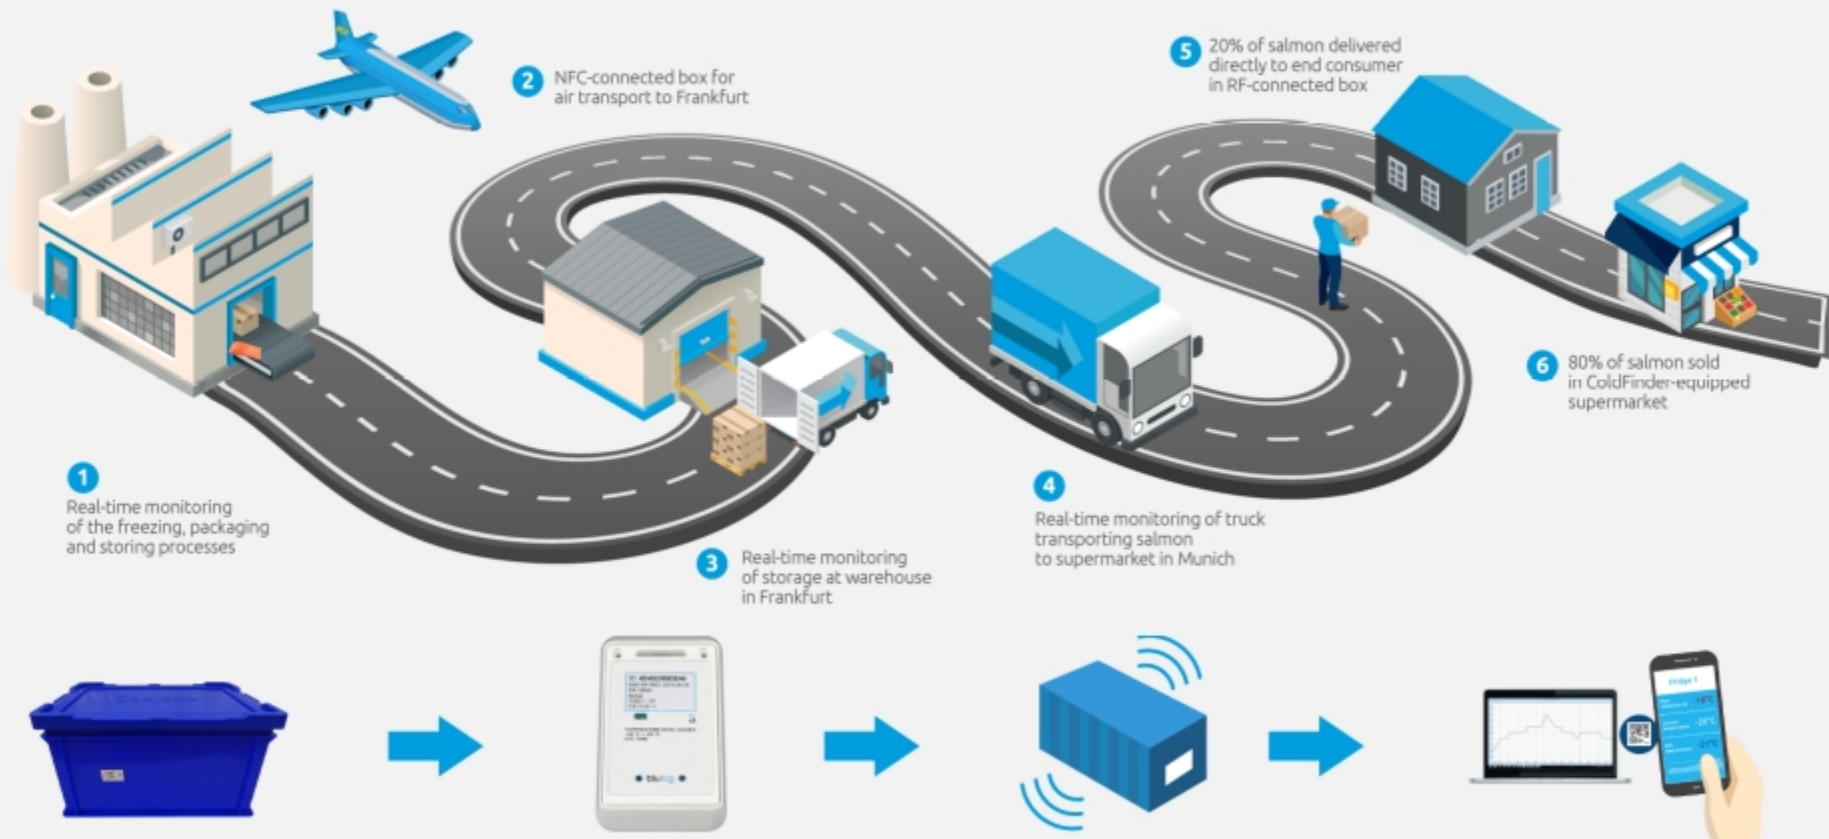 1
Real-time monitoring
of the freezing, packaging
and storing processes
2
NFC-connected box for
air transport to Frankfurt
3
Real-time monitoring
of storage at warehouse
in Frankfurt
4
Real-time monitoring of truck
transporting salmon
to supermarket in Munich
5
20% of salmon delivered
directly to end consumer
in RF-connected box
6
80% of salmon sold
in ColdFinder-equipped
supermarket
blulog
Fridge 1